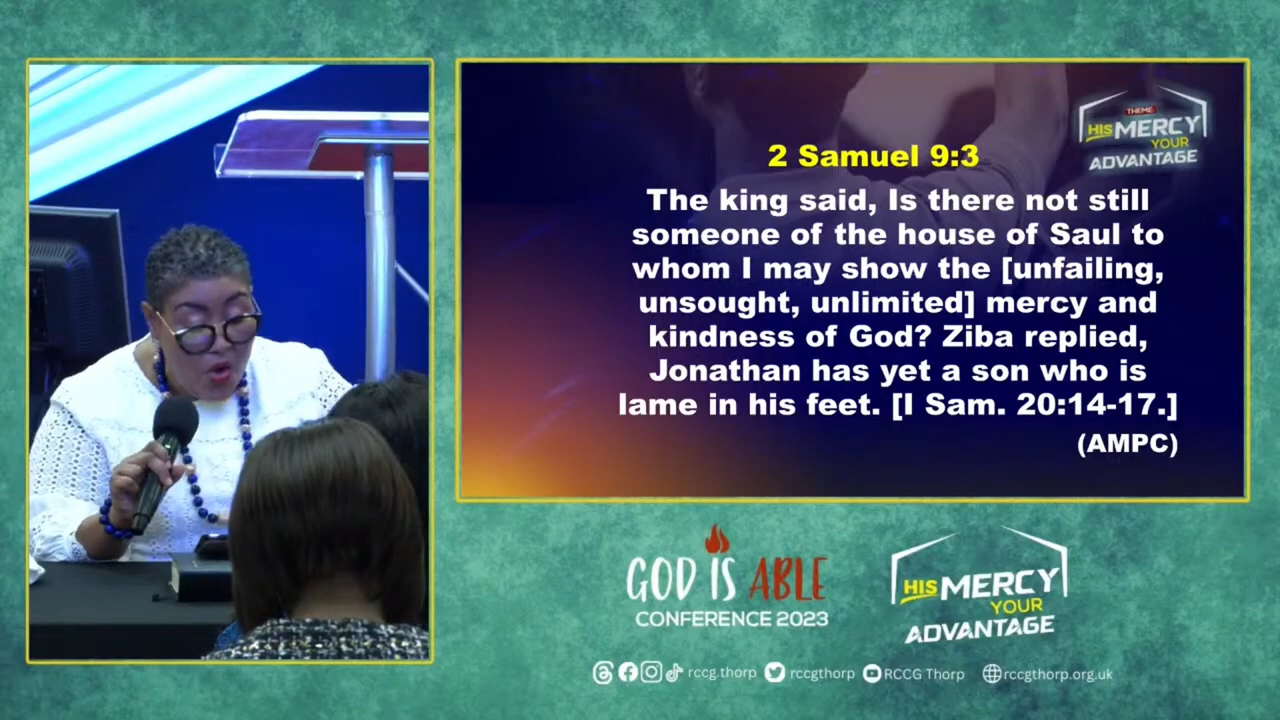 THEME
HIS MERCY
YOUR
ADVANTAGE
2 Samuel 9:3
The king said, Is there not still
someone of the house of Saul to
whom I may show the [unfailing,
unsought, unlimited] mercy and
kindness of God? Ziba replied,
Jonathan has yet a son who is
lame in his feet. [I Sam. 20:14-17.]
(AMPC)
GOD IS ABLE
CONFERENCE 2023
HIS MERCY
YOUR
ADVANTAGE
rccg.thorp rccgthorp RCCG Thorp rccgthorp.org.uk